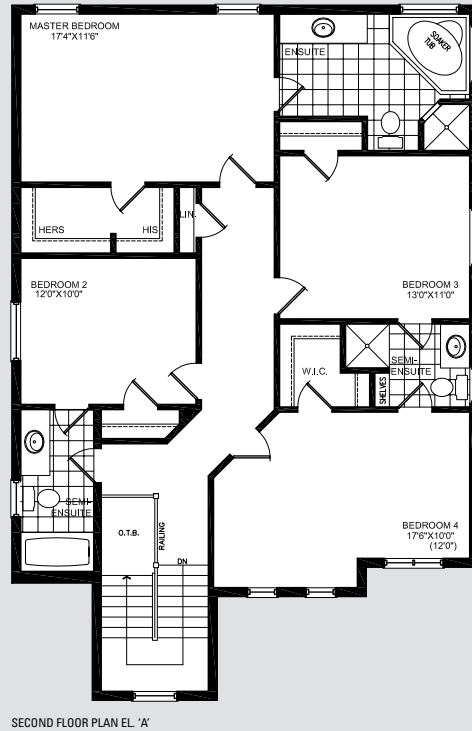 MASTER BEDROOM
17'4"X11'6"
ENSUITE
SOAKER
TUB
HERS
HIS
LIN.
BEDROOM 2
12'0"X10'0"
BEDROOM 3
13'0"X11'0"
W.I.C.
SEMI-
ENSUITE
SHELVES
SEMI-
ENSUITE
O.T.B.
RAILING
DN
BEDROOM 4
17'6"X10'0"
(12'0")
SECOND FLOOR PLAN EL. 'A'